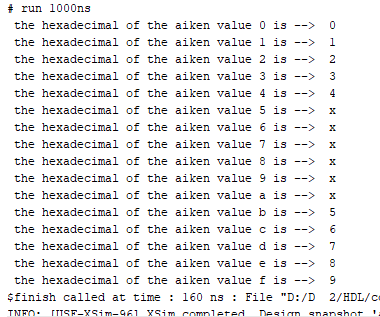 # run 1000ns
the hexadecimal of the aiken value 0 is --> 0
the hexadecimal of the aiken value 1 is --> 1
the hexadecimal of the aiken value 2 is --> 2
the hexadecimal of the aiken value 3 is --> 3
the hexadecimal of the aiken value 4 is --> 4
the hexadecimal of the aiken value 5 is --> x
the hexadecimal of the aiken value 6 is --> x
the hexadecimal of the aiken value 7 is --> x
the hexadecimal of the aiken value 8 is --> x
the hexadecimal of the aiken value 9 is --> x
the hexadecimal of the aiken value a is --> x
the hexadecimal of the aiken value b is --> 5
the hexadecimal of the aiken value c is --> 6
the hexadecimal of the aiken value d is --> 7
the hexadecimal of the aiken value e is --> 8
the hexadecimal of the aiken value f is --> 9
$finish called at time : 160 ns : File "D:/D 2/HDL/c
INFO: [USF-XSim-96] XSim completed. Design snapshot '